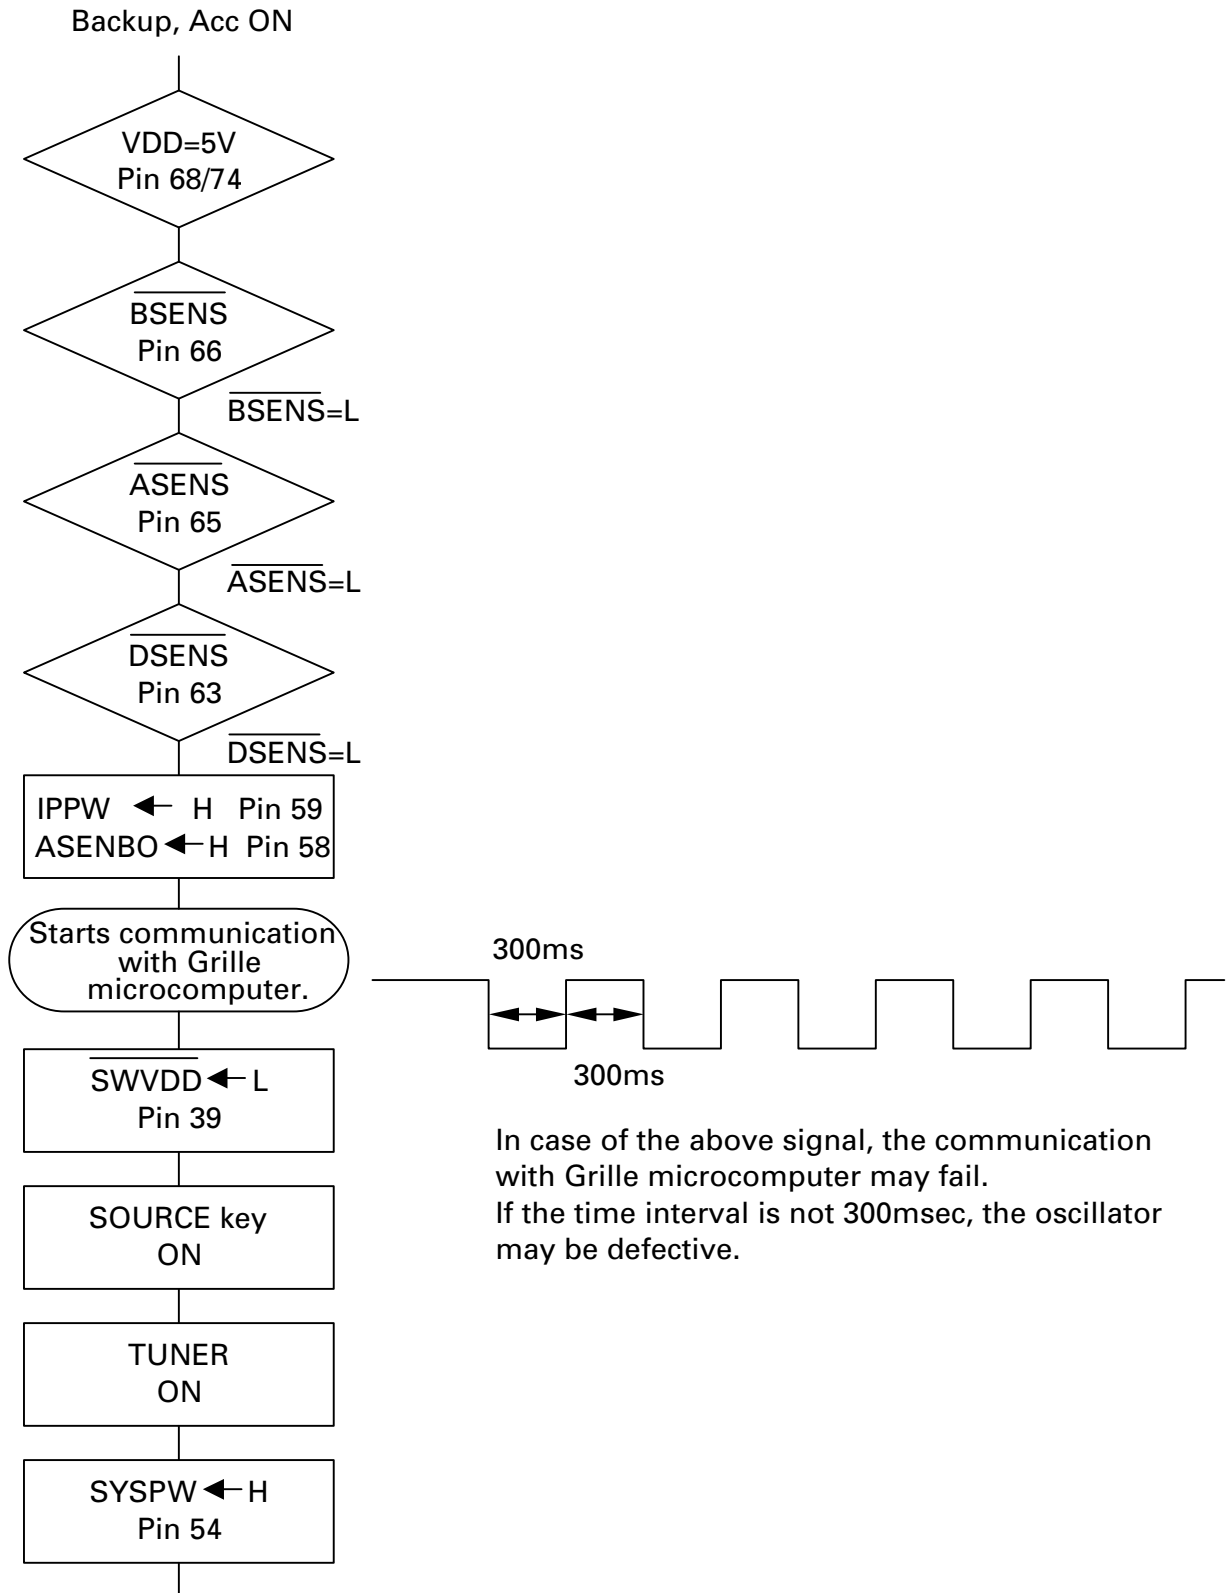 Backup, Acc ON
VDD=5V
Pin 68/74
BSENS
Pin 66
BSENS=L
ASENS
Pin 65
ASENS=L
DSENS
Pin 63
DSENS=L
IPPW ← H Pin 59
ASENBO ← H Pin 58
Starts communication
with Grille
microcomputer.
300ms
300ms
SWVDD ← L
Pin 39
In case of the above signal, the communication
with Grille microcomputer may fail.
If the time interval is not 300msec, the oscillator
may be defective.
SOURCE key
ON
TUNER
ON
SYSPW ← H
Pin 54